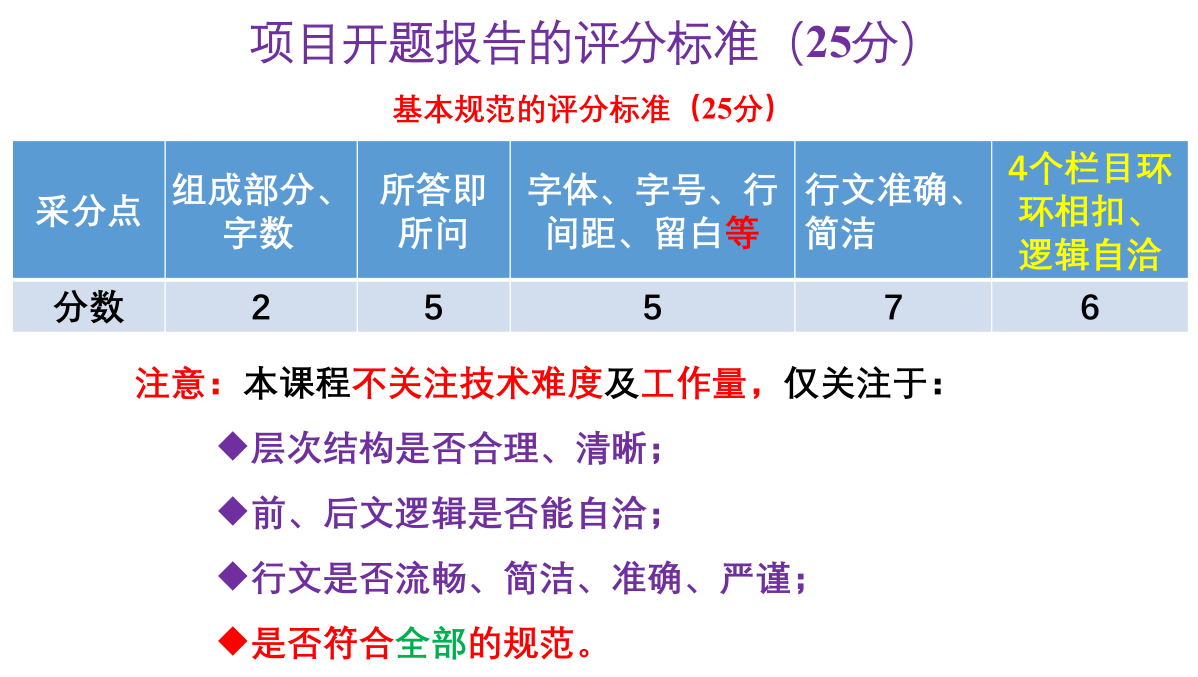 项目开题报告的评分标准（25分）
基本规范的评分标准（25分）
采分点
组成部分、
字数
所答即
所问
字体、字号、行
间距、留白等
行文准确、
简洁
4个栏目环
环相扣、
逻辑自洽
分数 2 5 5 7 6
注意：本课程不关注技术难度及工作量，仅关注于：
◆层次结构是否合理、清晰；
◆前、后文逻辑是否能自洽；
◆行文是否流畅、简洁、准确、严谨；
◆是否符合全部的规范。